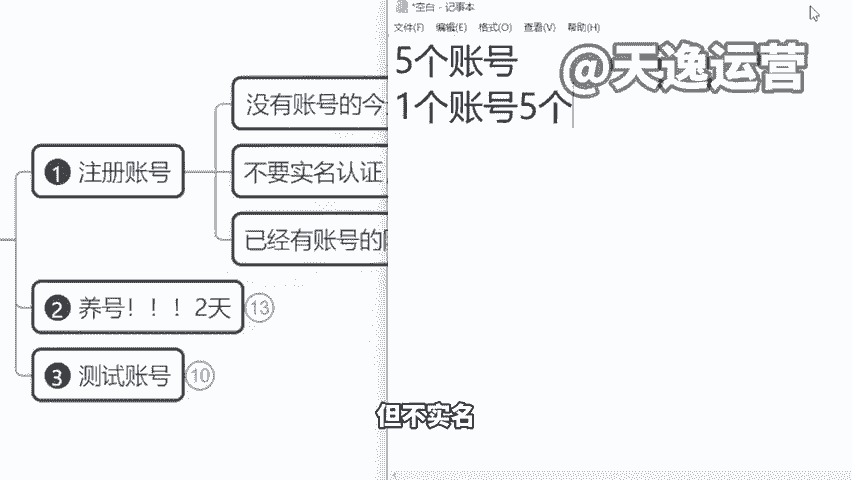 *空白 - 记事本
文件(F) 编辑(E) 格式(O) 查看(V) 帮助(H)
5个账号
1个账号5个
@天逸运营
没有账号的今
1 注册账号
不要实名认证
已经有账号的
2 养号！！！2天 13
3 测试账号 10
但不实名